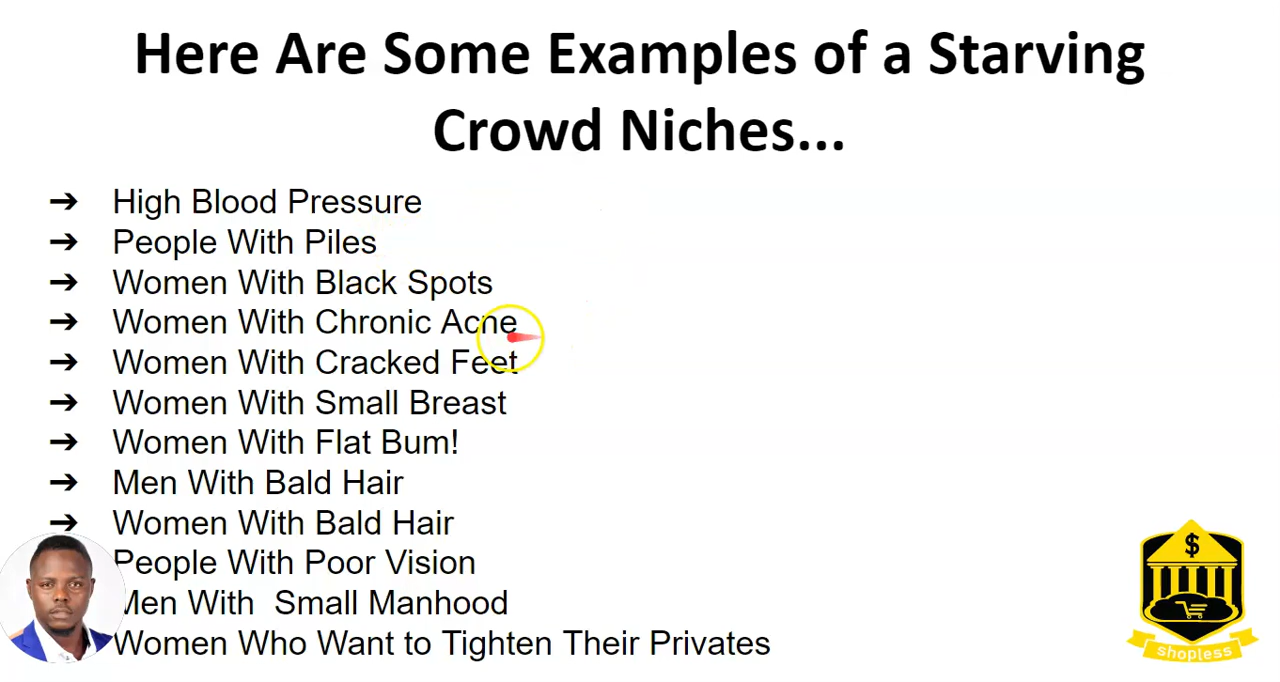 Here Are Some Examples of a Starving
Crowd Niches...
➔ High Blood Pressure
➔ People With Piles
➔ Women With Black Spots
➔ Women With Chronic Acne
➔ Women With Cracked Feet
➔ Women With Small Breast
➔ Women With Flat Bum!
➔ Men With Bald Hair
➔ Women With Bald Hair
People With Poor Vision
Men With  Small Manhood
Women Who Want to Tighten Their Privates
$
shopless